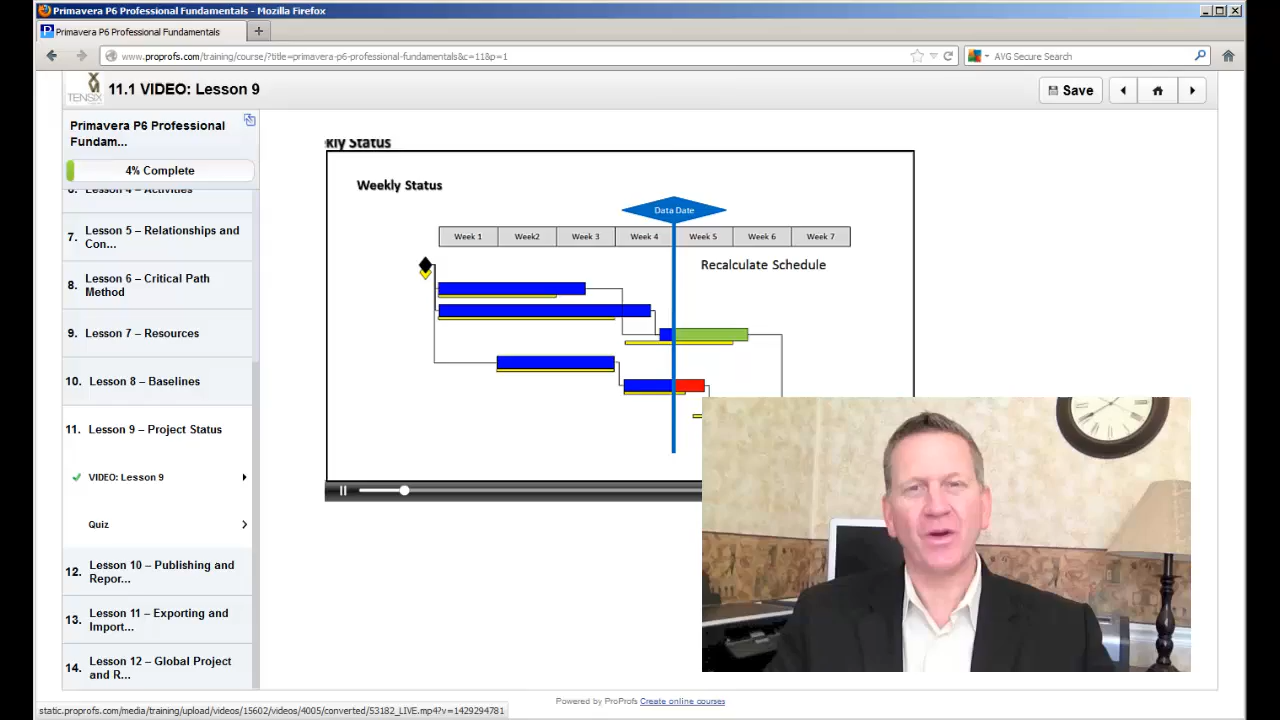 Primavera P6 Professional Fundamentals - Mozilla Firefox
Primavera P6 Professional Fundamentals
www.proprofs.com/training/course/?title=primavera-p6-professional-fundamentals&c=11&p=1
AVG Secure Search
TENSIX
11.1 VIDEO: Lesson 9
Save
Primavera P6 Professional
Fundam...
4% Complete
6. Lesson 4 – Activities
7. Lesson 5 – Relationships and
Con...
8. Lesson 6 – Critical Path
Method
9. Lesson 7 – Resources
10. Lesson 8 – Baselines
11. Lesson 9 – Project Status
VIDEO: Lesson 9
Quiz
12. Lesson 10 – Publishing and
Repor...
13. Lesson 11 – Exporting and
Import...
14. Lesson 12 – Global Project
and R...
kly Status
Weekly Status
Data Date
Week 1 Week2 Week 3 Week 4 Week 5 Week 6 Week 7
Recalculate Schedule
Powered by ProProfs Create online courses
static.proprofs.com/media/training/upload/videos/15602/videos/4005/converted/53182_LIVE.mp4?v=1429294781